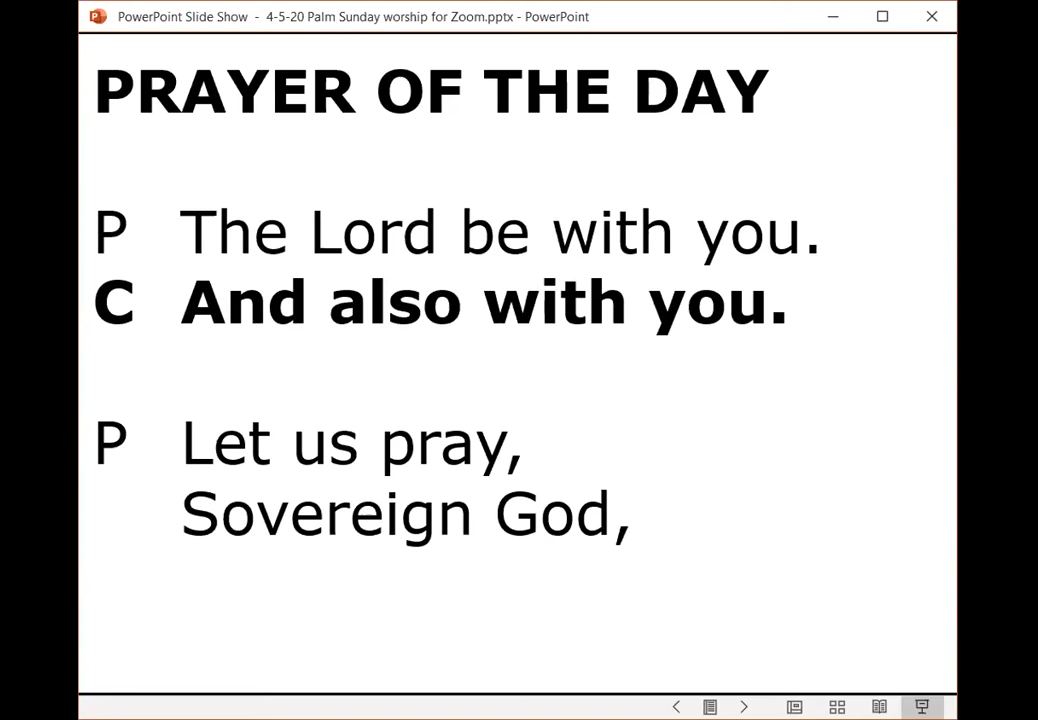 PowerPoint Slide Show - 4-5-20 Palm Sunday worship for Zoom.pptx - PowerPoint
PRAYER OF THE DAY
P The Lord be with you.
C And also with you.
P Let us pray,
Sovereign God,